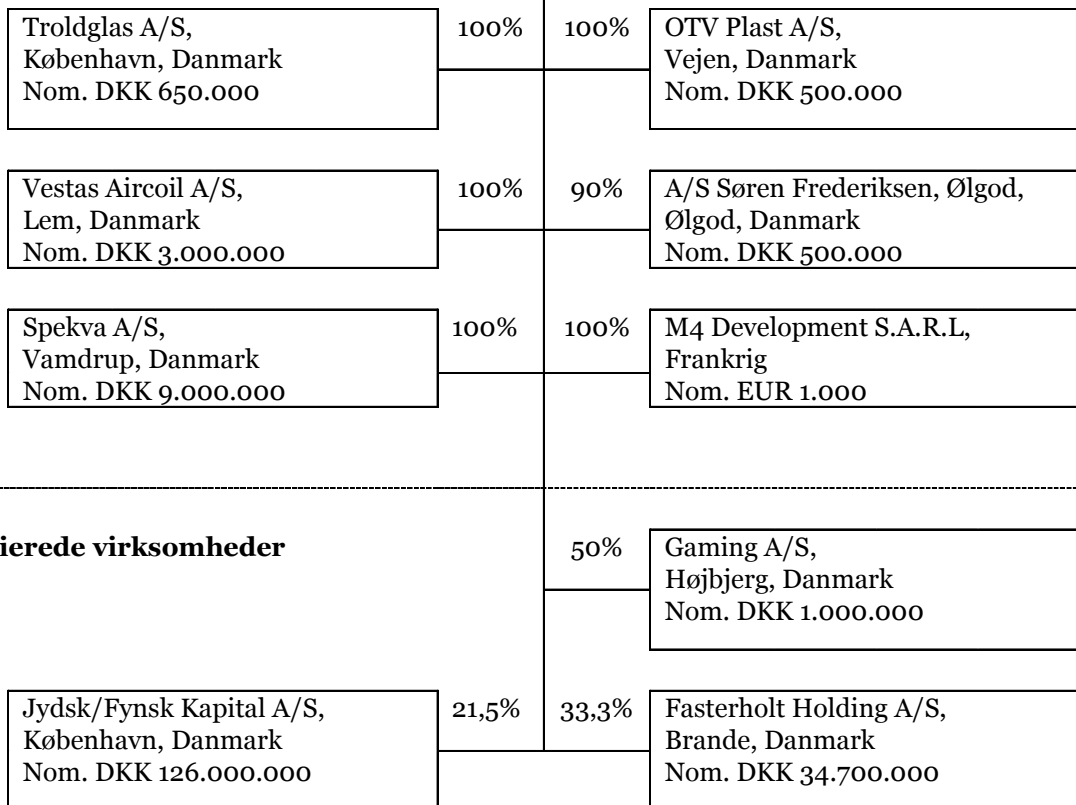 Troldglas A/S,
København, Danmark
Nom. DKK 650.000
100%
100%
OTV Plast A/S,
Vejen, Danmark
Nom. DKK 500.000
Vestas Aircoil A/S,
Lem, Danmark
Nom. DKK 3.000.000
100%
90%
A/S Søren Frederiksen, Ølgod,
Ølgod, Danmark
Nom. DKK 500.000
Spekva A/S,
Vamdrup, Danmark
Nom. DKK 9.000.000
100%
100%
M4 Development S.A.R.L,
Frankrig
Nom. EUR 1.000
ierede virksomheder
50%
Gaming A/S,
Højbjerg, Danmark
Nom. DKK 1.000.000
Jydsk/Fynsk Kapital A/S,
København, Danmark
Nom. DKK 126.000.000
21,5%
33,3%
Fasterholt Holding A/S,
Brande, Danmark
Nom. DKK 34.700.000